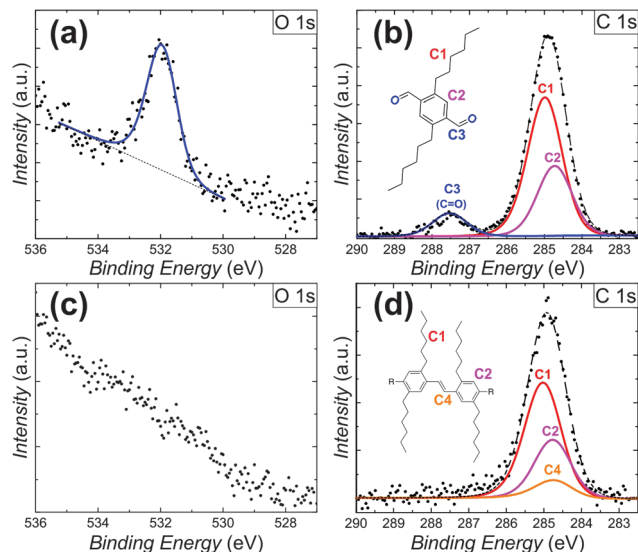 (a)
O 1s
Intensity (a.u.)
536 534 532 530 528
Binding Energy (eV)
(b)
C 1s
C1
O
C2
O
C3
C1
C2
C3
(C=O)
Intensity (a.u.)
290 289 288 287 286 285 284 283
Binding Energy (eV)
(c)
O 1s
Intensity (a.u.)
536 534 532 530 528
Binding Energy (eV)
(d)
C 1s
C1
R
C2
R
C4
C1
C2
C4
Intensity (a.u.)
290 289 288 287 286 285 284 283
Binding Energy (eV)